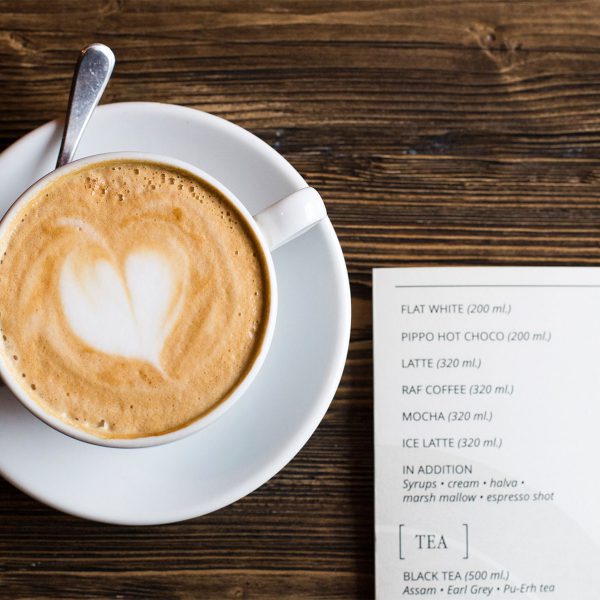 FLAT WHITE (200 ml.)
PIPPO HOT CHOCO (200 ml.)
LATTE (320 ml.)
RAF COFFEE (320 ml.)
MOCHA (320 ml.)
ICE LATTE (320 ml.)
IN ADDITION
Syrups • cream • halva •
marsh mallow • espresso shot
[ TEA ]
BLACK TEA (500 ml.)
Assam • Earl Grey • Pu-Erh tea